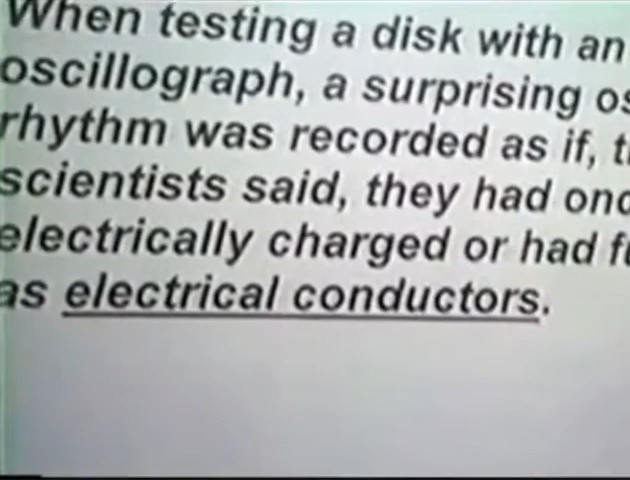 When testing a disk with an
oscillograph, a surprising
rhythm was recorded as if,
scientists said, they had
electrically charged or had
as electrical conductors.